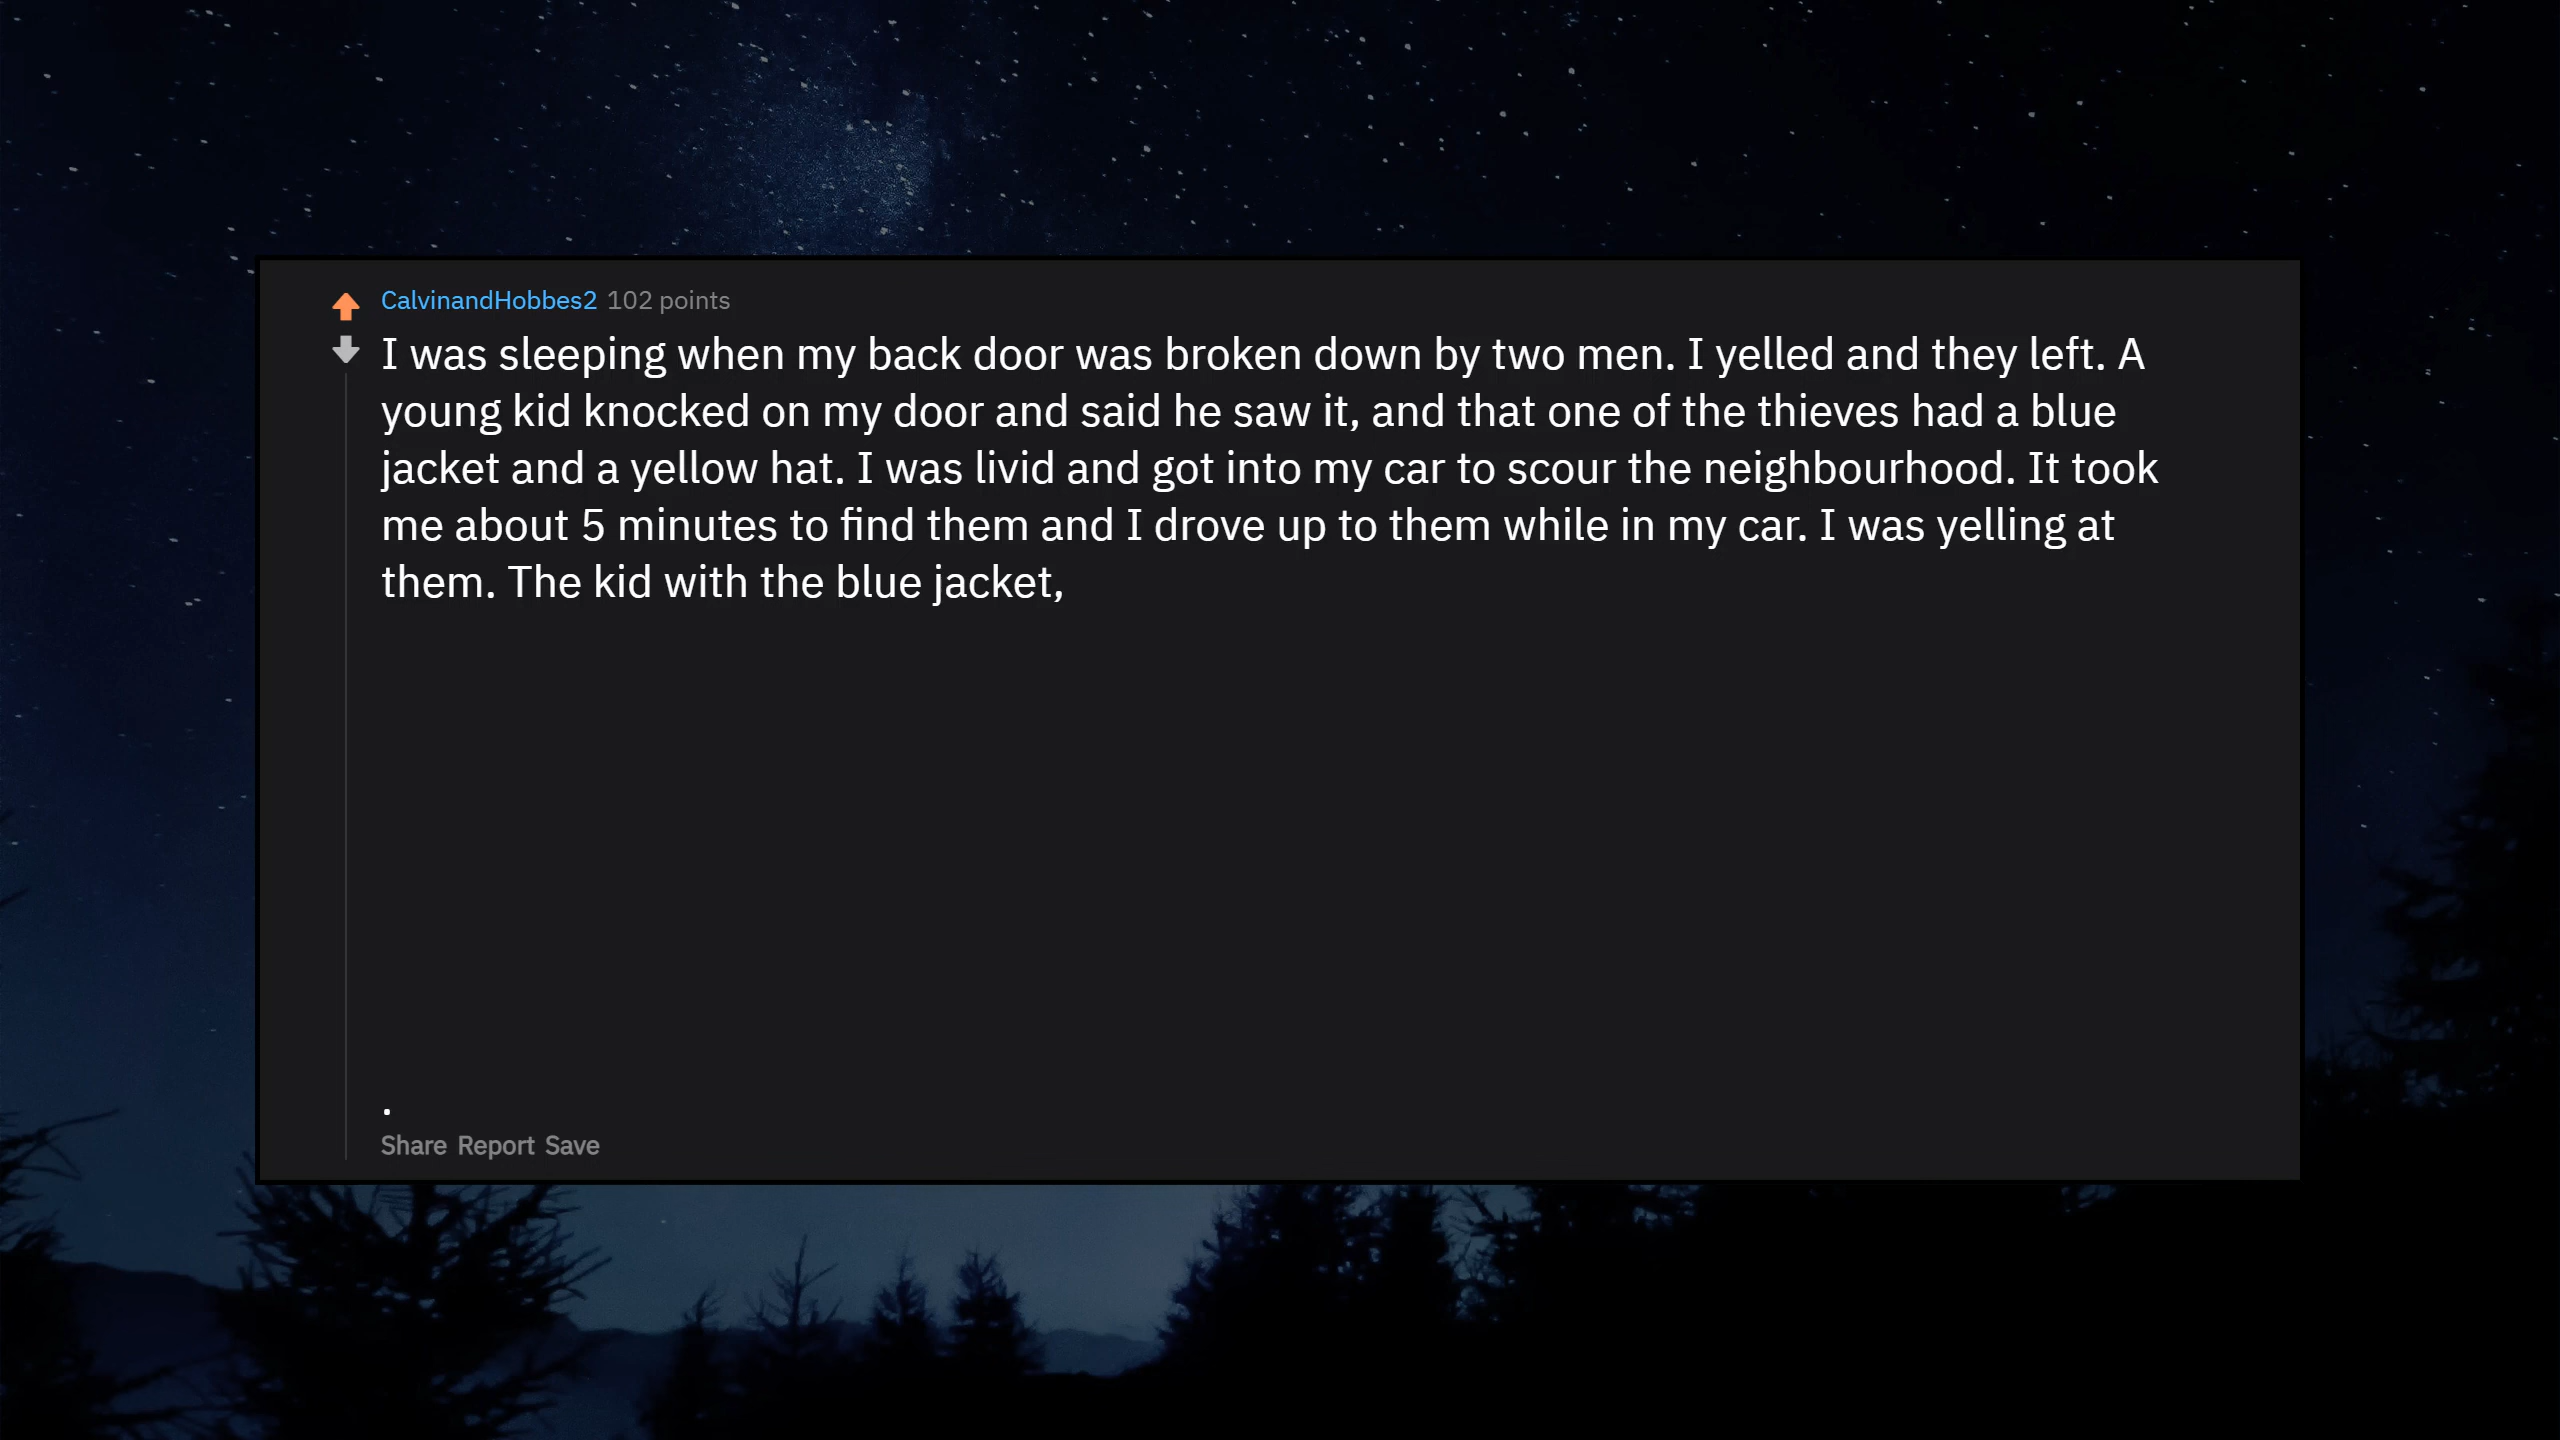 CalvinandHobbes2 102 points
I was sleeping when my back door was broken down by two men. I yelled and they left. A
young kid knocked on my door and said he saw it, and that one of the thieves had a blue
jacket and a yellow hat. I was livid and got into my car to scour the neighbourhood. It took
me about 5 minutes to find them and I drove up to them while in my car. I was yelling at
them. The kid with the blue jacket,
.
Share Report Save